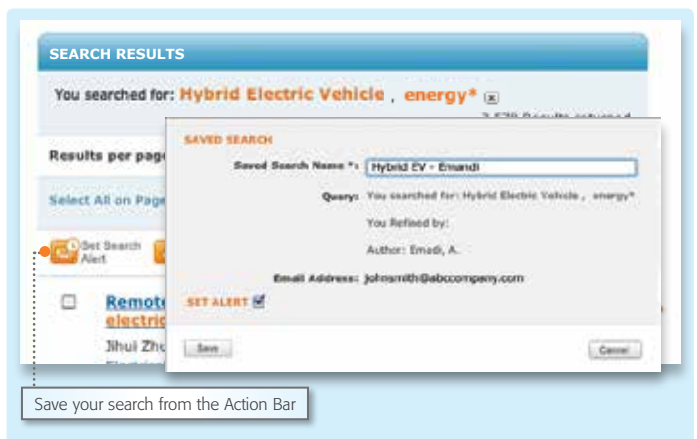 SEARCH RESULTS
You searched for: Hybrid Electric Vehicle , energy*
Results per pag
Select All on Page
Set Search
Alert
Remot
electric
Jihui Zh
SAVED SEARCH
Saved Search Name *: Hybrid EV - Emandi
Query: You searched for: Hybrid Electric Vehicle , energy*
You Refined by:
Author: Emadi, A.
Email Address: johnsmith@abccompany.com
SET ALERT
Save
Cancel
Save your search from the Action Bar